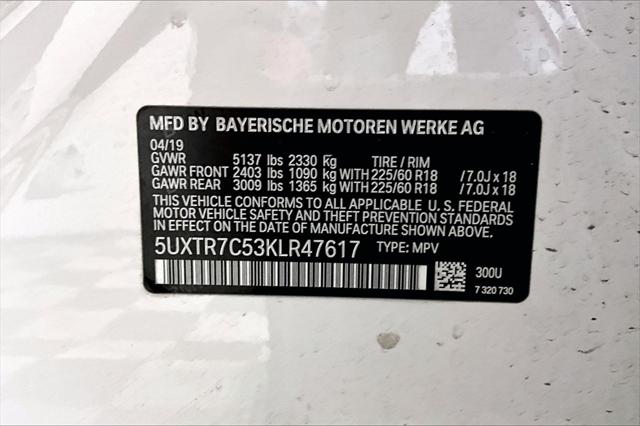 MFD BY BAYERISCHE MOTOREN WERKE AG
04/19
GVWR 5137 lbs 2330 Kg TIRE / RIM
GAWR FRONT 2403 lbs 1090 kg WITH 225/60 R18 /7.0J x 18
GAWR REAR 3009 lbs 1365 kg WITH 225/60 R18 /7.0J x 18
THIS VEHICLE CONFORMS TO ALL APPLICABLE U.S. FEDERAL
MOTOR VEHICLE SAFETY AND THEFT PREVENTION STANDARDS
IN EFFECT ON THE DATE OF MANUFACTURE SHOWN ABOVE.
5UXTR7C53KLR47617 TYPE: MPV
300U
7 320 730